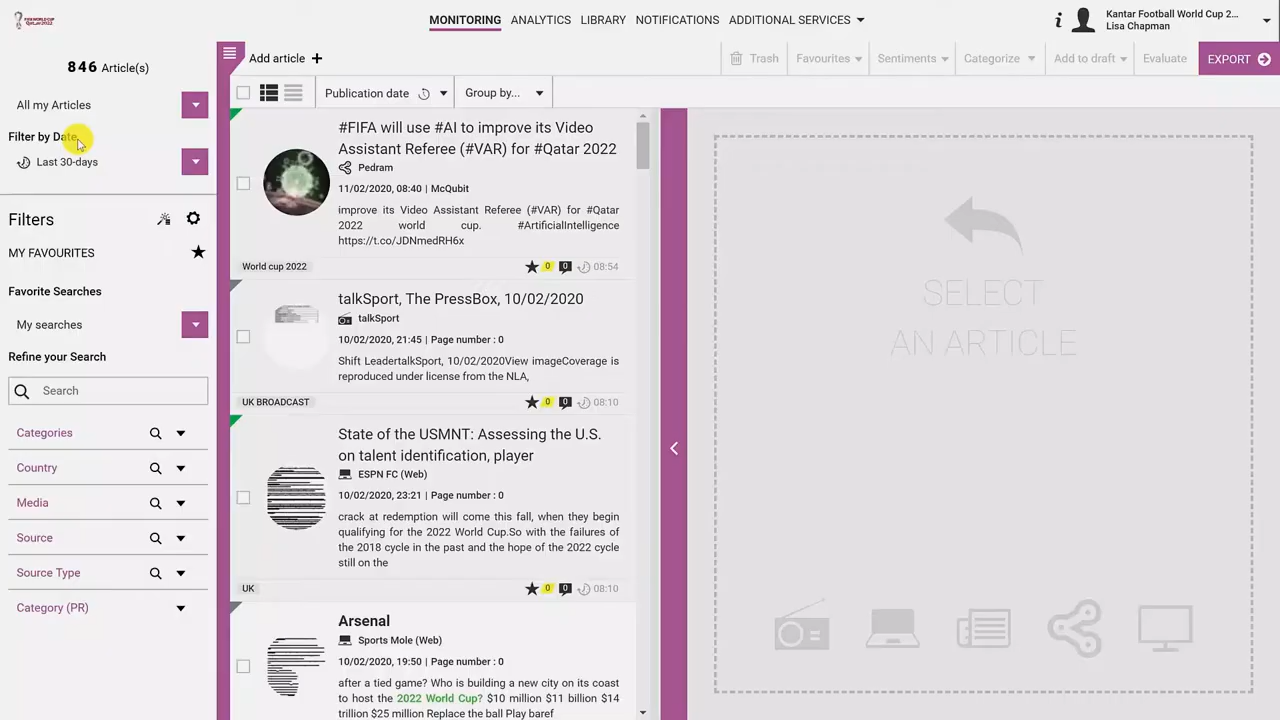 FIFA WORLD CUP
Qatar2022
MONITORING
ANALYTICS
LIBRARY
NOTIFICATIONS
ADDITIONAL SERVICES
Kantar Football World Cup 2...
Lisa Chapman
846 Article(s)
All my Articles
Filter by Date
Last 30-days
Filters
MY FAVOURITES
Favorite Searches
My searches
Refine your Search
Search
Categories
Country
Media
Source
Source Type
Category (PR)
Add article
Trash
Favourites
Sentiments
Categorize
Add to draft
Evaluate
EXPORT
Publication date
Group by...
#FIFA will use #AI to improve its Video
Assistant Referee (#VAR) for #Qatar 2022
Pedram
11/02/2020, 08:40 | McQubit
improve its Video Assistant Referee (#VAR) for #Qatar
2022 world cup. #ArtificialIntelligence
https://t.co/JDNmedRH6x
World cup 2022
0 0 08:54
talkSport, The PressBox, 10/02/2020
talkSport
10/02/2020, 21:45 | Page number : 0
Shift LeadertalkSport, 10/02/2020View imageCoverage is
reproduced under license from the NLA,
UK BROADCAST
0 0 08:10
State of the USMNT: Assessing the U.S.
on talent identification, player
ESPN FC (Web)
10/02/2020, 23:21 | Page number : 0
crack at redemption will come this fall, when they begin
qualifying for the 2022 World Cup.So with the failures of
the 2018 cycle in the past and the hope of the 2022 cycle
still on the
UK
0 0 08:10
Arsenal
Sports Mole (Web)
10/02/2020, 19:50 | Page number : 0
after a tied game? Who is building a new city on its coast
to host the 2022 World Cup? $10 million $11 billion $14
trillion $25 million Replace the ball Play baref
SELECT
AN ARTICLE